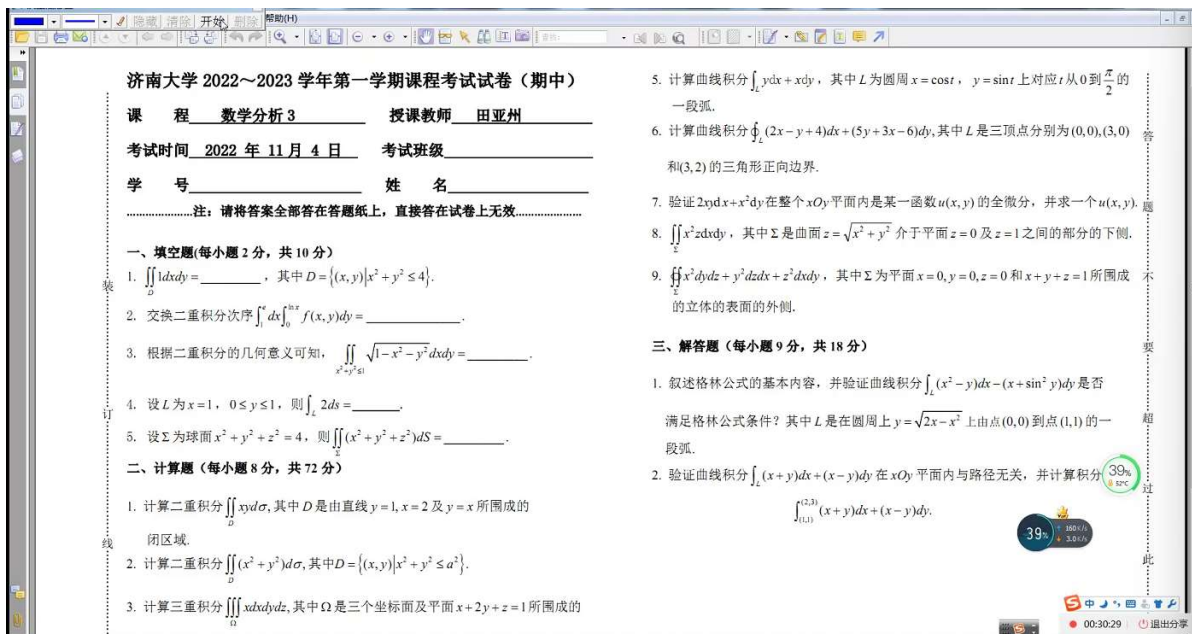 隐藏 清除 开始 删除 帮助(H)
济南大学 2022～2023 学年第一学期课程考试试卷（期中）
课 程 数学分析 3 授课教师 田亚州
考试时间 2022 年 11 月 4 日 考试班级
学 号 姓 名
......................注：请将答案全部答在答题纸上，直接答在试卷上无效......................
一、填空题(每小题 2 分，共 10 分）
1. ∬_D 1dxdy = ________ ，其中 D = {(x, y)|x² + y² ≤ 4}.
2. 交换二重积分次序 ∫_1^e dx∫_0^{ln x} f(x, y)dy = ________.
3. 根据二重积分的几何意义可知， ∬_{x²+y²≤1} √(1−x²−y²) dxdy = ________.
4. 设 L 为 x = 1， 0 ≤ y ≤ 1，则 ∫_L 2ds = ______.
5. 设 Σ 为球面 x² + y² + z² = 4，则 ∬_Σ (x² + y² + z²)dS = ________.
二、计算题（每小题 8 分，共 72 分）
1. 计算二重积分 ∬_D xydσ, 其中 D 是由直线 y = 1, x = 2 及 y = x 所围成的
闭区域.
2. 计算二重积分 ∬_D (x² + y²)dσ, 其中D = {(x, y)|x² + y² ≤ a²}.
3. 计算三重积分 ∭_Ω xdxdydz, 其中 Ω 是三个坐标面及平面 x + 2y + z = 1 所围成的
装
订
线
5. 计算曲线积分 ∫_L ydx + xdy，其中 L 为圆周 x = cos t， y = sin t 上对应 t 从 0 到 π/2 的
一段弧.
6. 计算曲线积分 ∮_L (2x − y + 4)dx + (5y + 3x − 6)dy, 其中 L 是三顶点分别为 (0,0), (3,0)
和 (3, 2) 的三角形正向边界.
7. 验证 2xydx + x²dy 在整个 xOy 平面内是某一函数 u(x, y) 的全微分，并求一个 u(x, y).
8. ∬_Σ x²zdxdy，其中 Σ 是曲面 z = √(x² + y²) 介于平面 z = 0 及 z = 1 之间的部分的下侧.
9. ∯_Σ x²dydz + y²dzdx + z²dxdy，其中 Σ 为平面 x = 0, y = 0, z = 0 和 x + y + z = 1 所围成
的立体的表面的外侧.
三、解答题（每小题 9 分，共 18 分）
1. 叙述格林公式的基本内容，并验证曲线积分 ∫_L (x² − y)dx − (x + sin² y)dy 是否
满足格林公式条件？其中 L 是在圆周上 y = √(2x − x²) 上由点 (0,0) 到点 (1,1) 的一
段弧.
2. 验证曲线积分 ∫_L (x + y)dx + (x − y)dy 在 xOy 平面内与路径无关，并计算积分
∫_{(1,1)}^{(2,3)} (x + y)dx + (x − y)dy.
答
题
不
要
超
过
此
39%
52°C
39%
160K/s
3.0K/s
中
00:30:29 退出分享